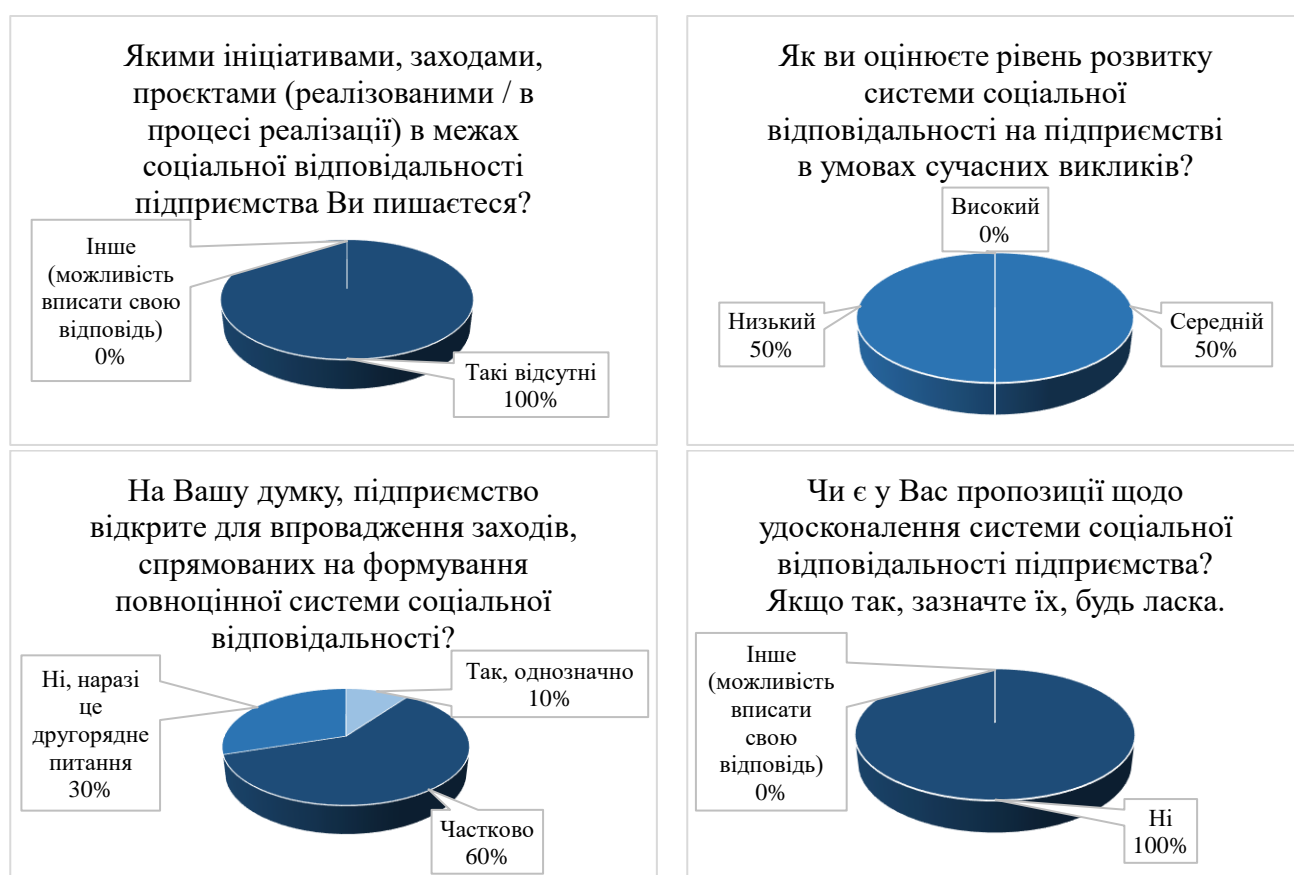 Якими ініціативами, заходами,
проєктами (реалізованими / в
процесі реалізації) в межах
соціальної відповідальності
підприємства Ви пишаєтеся?
Інше
(можливість
вписати свою
відповідь)
0%
Такі відсутні
100%
Як ви оцінюєте рівень розвитку
системи соціальної
відповідальності на підприємстві
в умовах сучасних викликів?
Високий
0%
Низький
50%
Середній
50%
На Вашу думку, підприємство
відкрите для впровадження заходів,
спрямованих на формування
повноцінної системи соціальної
відповідальності?
Ні, наразі
це
другорядне
питання
30%
Так, однозначно
10%
Частково
60%
Чи є у Вас пропозиції щодо
удосконалення системи соціальної
відповідальності підприємства?
Якщо так, зазначте їх, будь ласка.
Інше
(можливість
вписати
свою
відповідь)
0%
Ні
100%